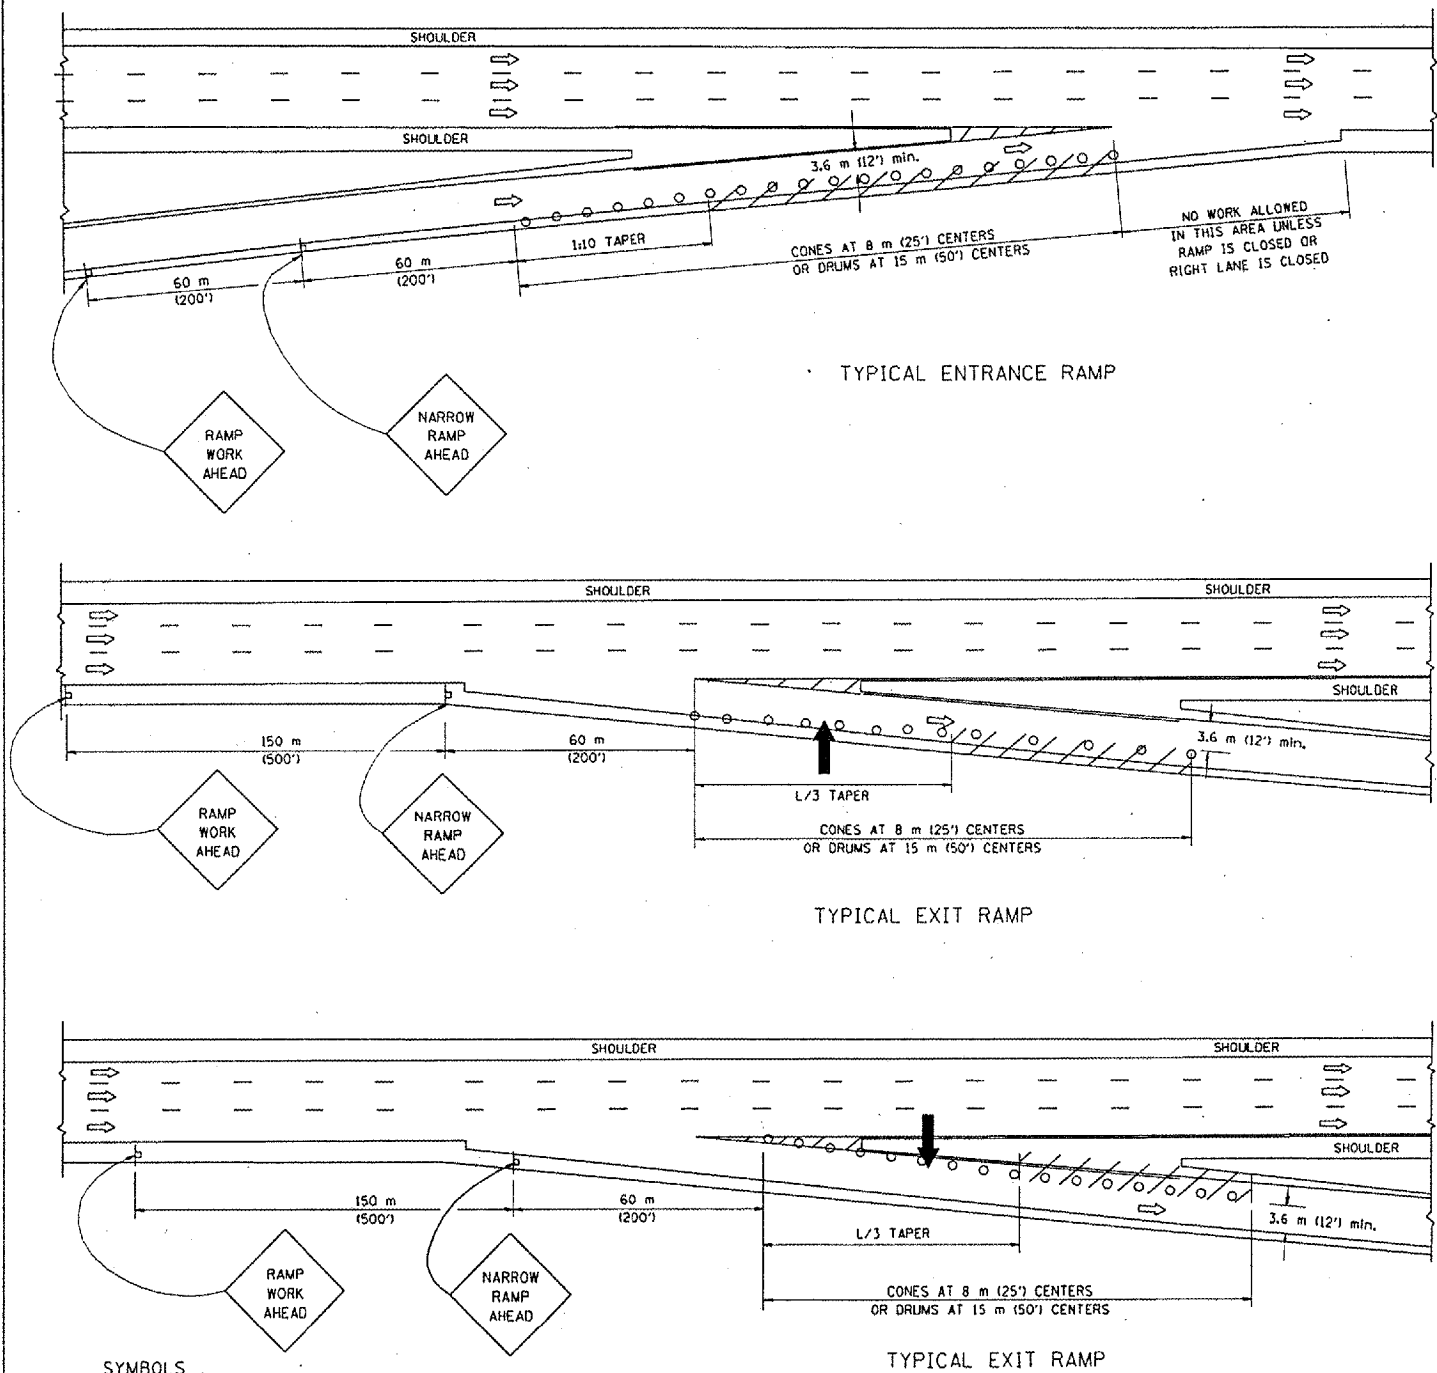 SHOULDER
SHOULDER
3.6 m (12') min.
1:10 TAPER
60 m
(200')
60 m
(200')
CONES AT 8 m (25') CENTERS
OR DRUMS AT 15 m (50') CENTERS
NO WORK ALLOWED
IN THIS AREA UNLESS
RAMP IS CLOSED OR
RIGHT LANE IS CLOSED
TYPICAL ENTRANCE RAMP
RAMP
WORK
AHEAD
NARROW
RAMP
AHEAD
SHOULDER
SHOULDER
SHOULDER
150 m
(500')
60 m
(200')
3.6 m (12') min.
L/3 TAPER
CONES AT 8 m (25') CENTERS
OR DRUMS AT 15 m (50') CENTERS
RAMP
WORK
AHEAD
NARROW
RAMP
AHEAD
TYPICAL EXIT RAMP
SHOULDER
SHOULDER
SHOULDER
150 m
(500')
60 m
(200')
3.6 m (12') min.
L/3 TAPER
CONES AT 8 m (25') CENTERS
OR DRUMS AT 15 m (50') CENTERS
RAMP
WORK
AHEAD
NARROW
RAMP
AHEAD
TYPICAL EXIT RAMP
SYMBOLS